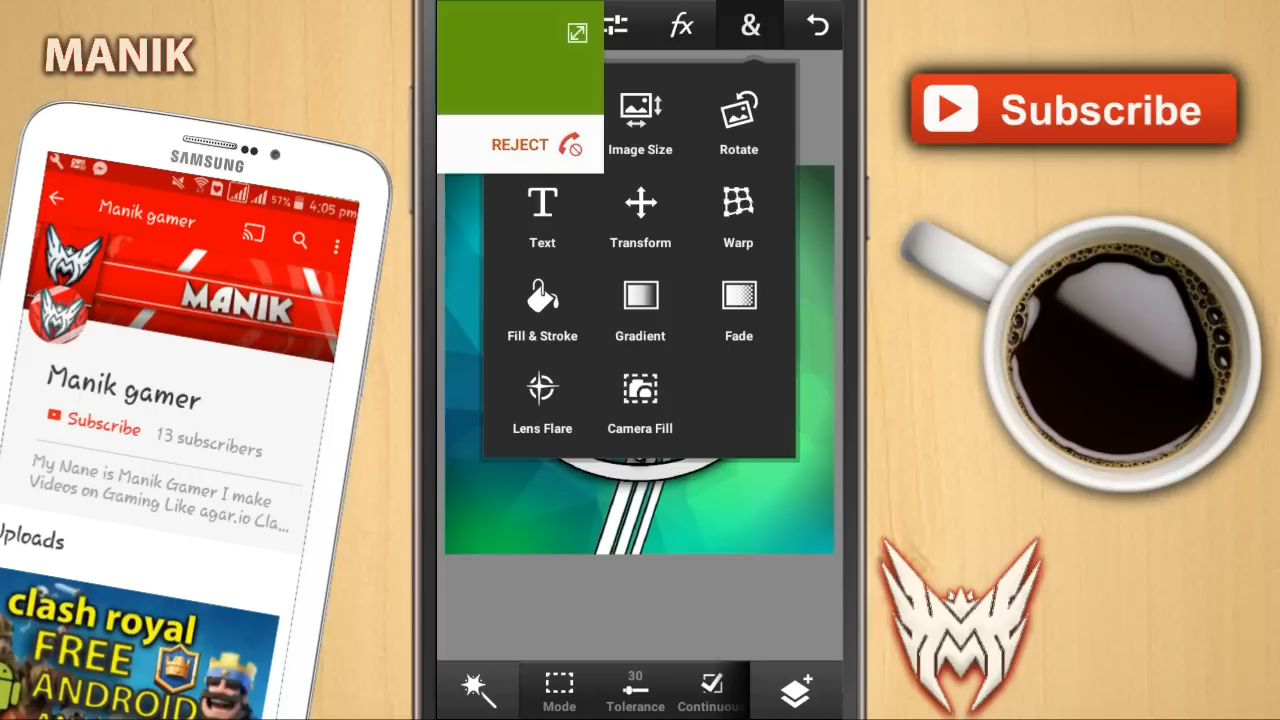 MANIK
SAMSUNG
57% 4:05 pm
Manik gamer
MANIK
Manik gamer
Subscribe 13 subscribers
My Nane is Manik Gamer I make
Videos on Gaming Like agar.io Cla...
Uploads
clash royal
FREE
ANDROID
fx &
REJECT
Image Size Rotate
Text Transform Warp
Fill & Stroke Gradient Fade
Lens Flare Camera Fill
30
Mode Tolerance Continuous
Subscribe